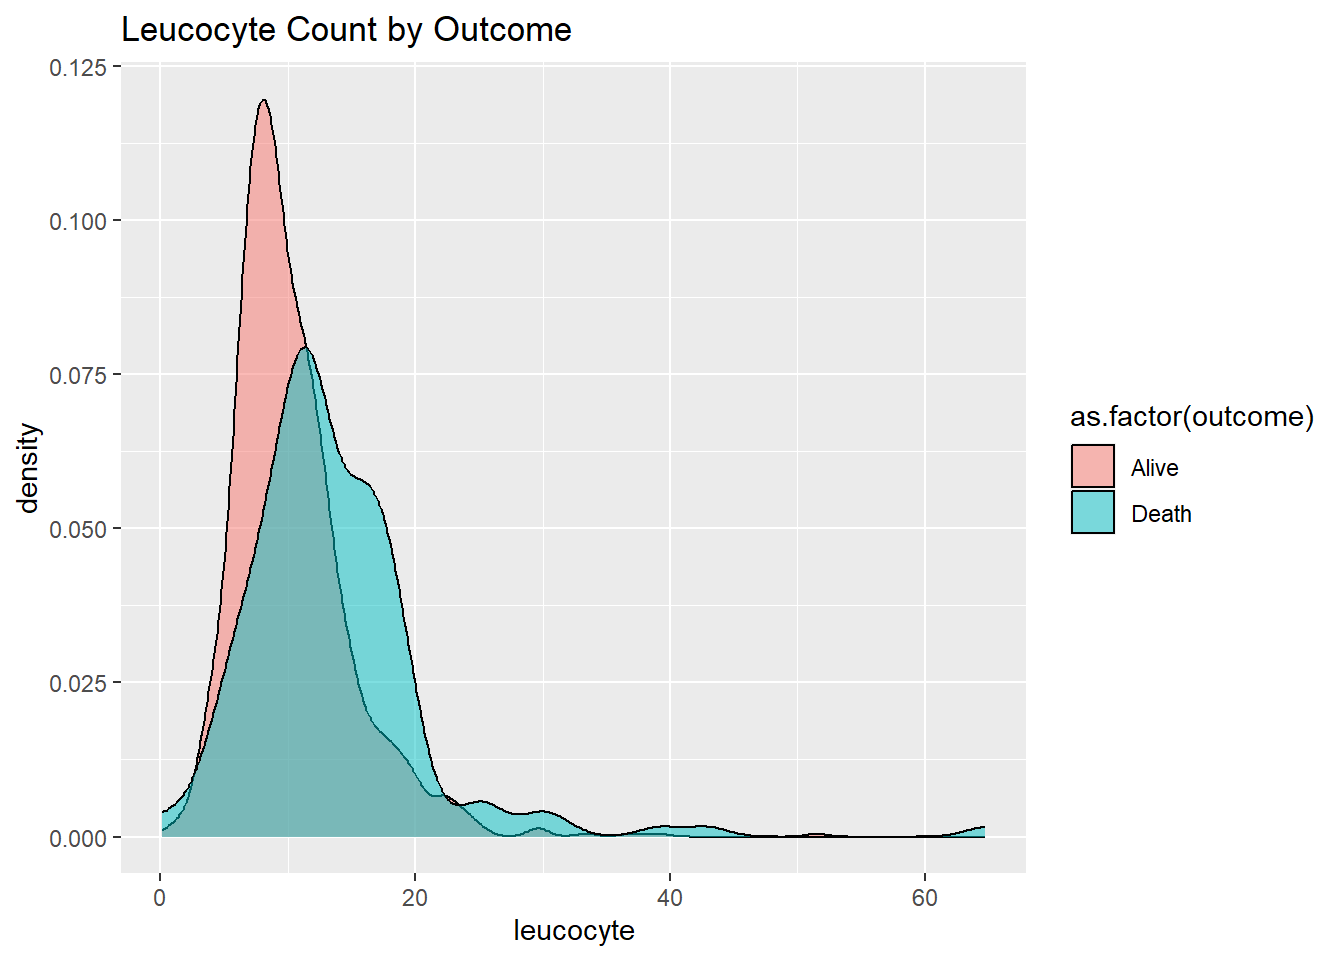 Leucocyte Count by Outcome
0.125
0.100
0.075
0.050
0.025
0.000
density
0 20 40 60
leucocyte
as.factor(outcome)
Alive
Death